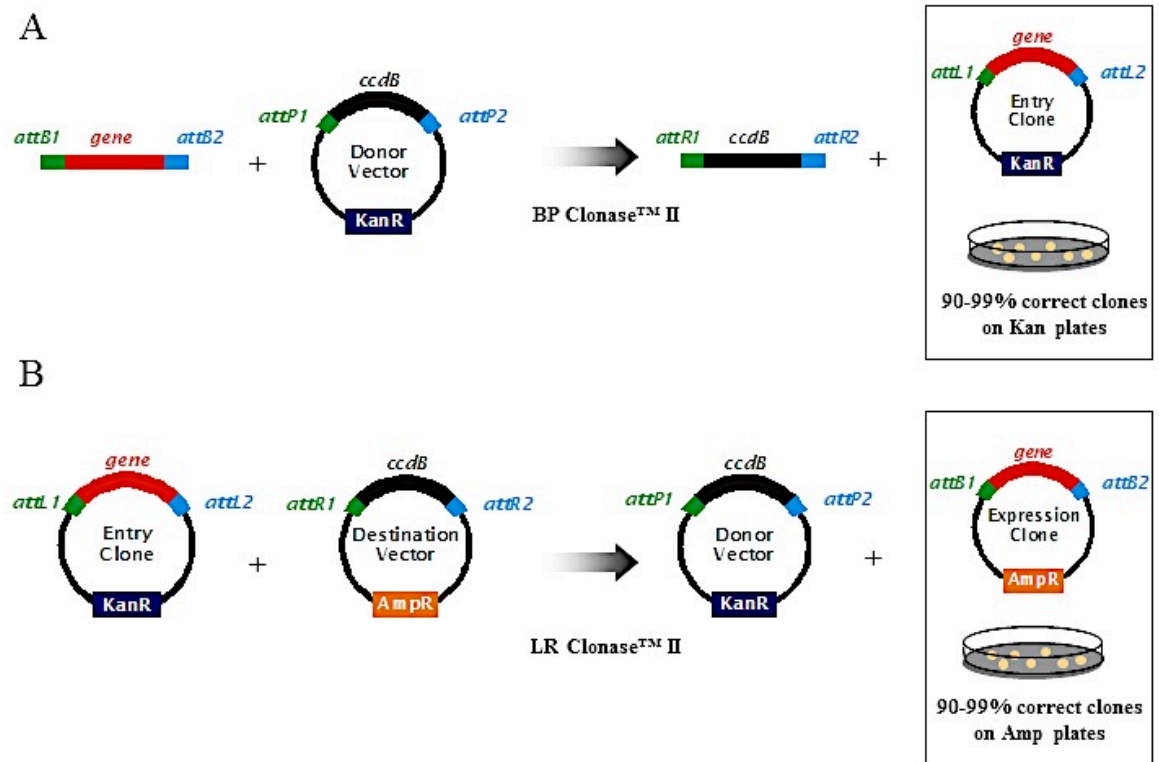 A
attB1 gene attB2
+
attP1 ccdB attP2
Donor
Vector
KanR
BP Clonase™ II
attR1 ccdB attR2
+
gene
attL1 attL2
Entry
Clone
KanR
90-99% correct clones
on Kan plates
B
gene
attL1 attL2
Entry
Clone
KanR
+
ccdB
attR1 attR2
Destination
Vector
AmpR
LR Clonase™ II
ccdB
attP1 attP2
Donor
Vector
KanR
+
gene
attB1 attB2
Expression
Clone
AmpR
90-99% correct clones
on Amp plates